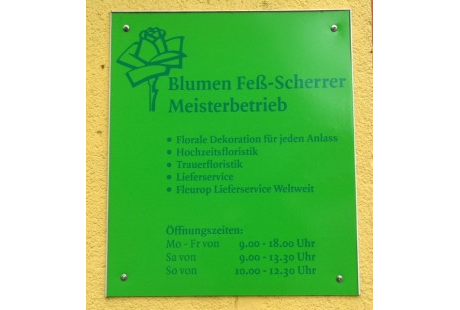 Blumen Feß-Scherrer
Meisterbetrieb
• Florale Dekoration für jeden Anlass
• Hochzeitsfloristik
• Trauerfloristik
• Lieferservice
• Fleurop Lieferservice Weltweit
Öffnungszeiten:
Mo - Fr von 9.00 - 18.00 Uhr
Sa von 9.00 - 13.30 Uhr
So von 10.00 - 12.30 Uhr